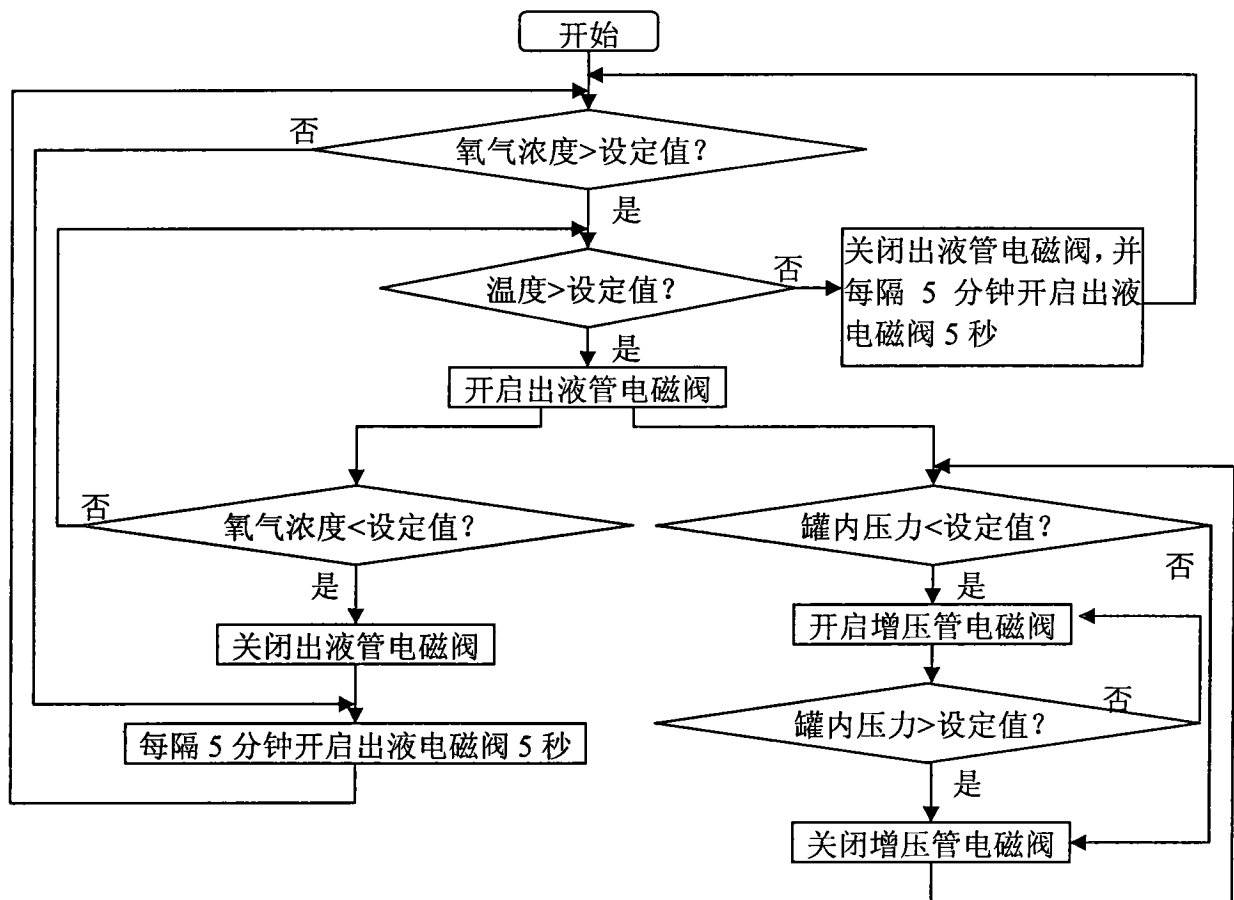 开始
否
氧气浓度>设定值?
是
温度>设定值?
否
关闭出液管电磁阀,并
每隔 5 分钟开启出液
电磁阀 5 秒
是
开启出液管电磁阀
否
氧气浓度<设定值?
罐内压力<设定值?
否
是
是
关闭出液管电磁阀
开启增压管电磁阀
否
罐内压力>设定值?
每隔 5 分钟开启出液电磁阀 5 秒
是
关闭增压管电磁阀